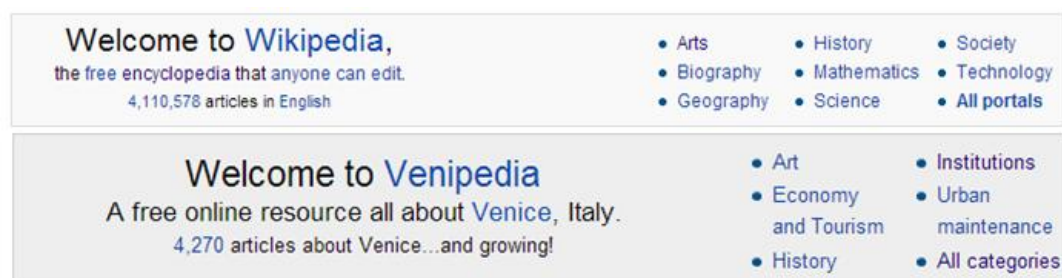 Welcome to Wikipedia,
the free encyclopedia that anyone can edit.
4,110,578 articles in English
• Arts
• Biography
• Geography
• History
• Mathematics
• Science
• Society
• Technology
• All portals
Welcome to Venipedia
A free online resource all about Venice, Italy.
4,270 articles about Venice...and growing!
• Art
• Economy
and Tourism
• History
• Institutions
• Urban
maintenance
• All categories